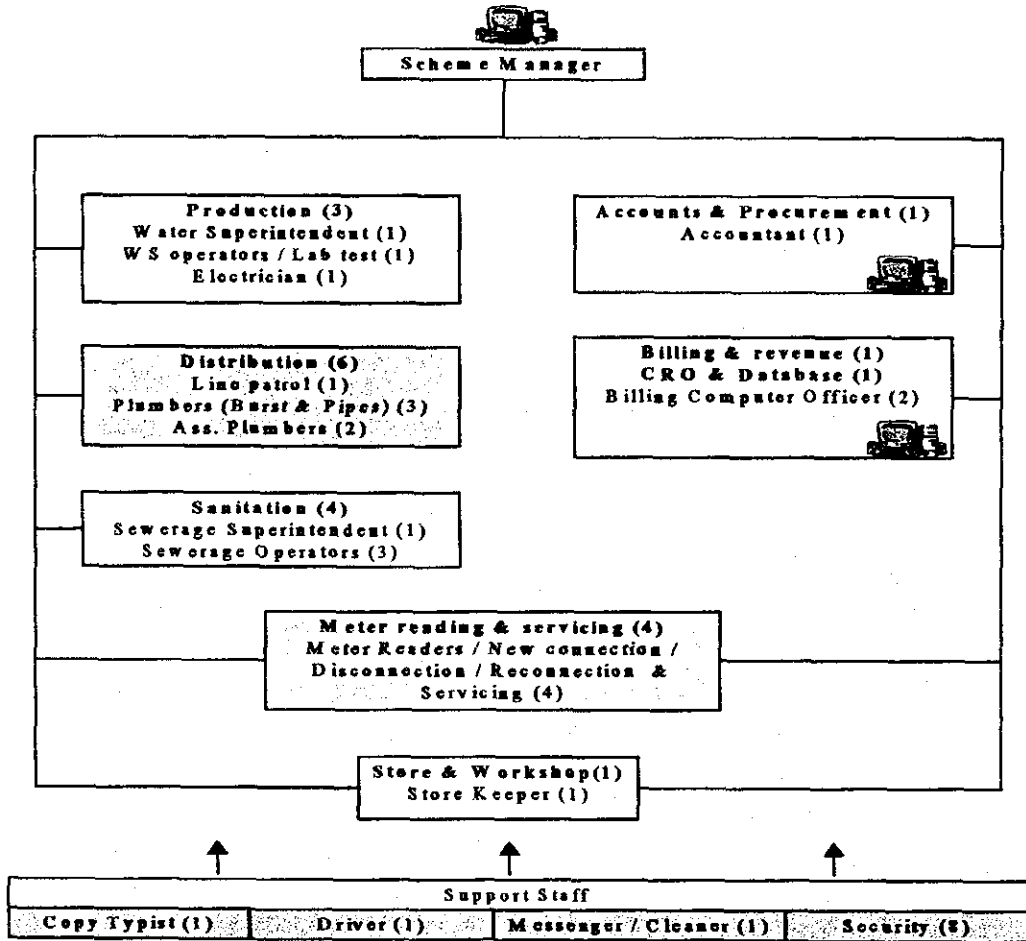 Scheme Manager
Production (3)
Water Superintendent (1)
WS operators / Lab test (1)
Electrician (1)
Accounts & Procurement (1)
Accountant (1)
Distribution (6)
Line patrol (1)
Plumbers (Burst & Pipes) (3)
Ass. Plumbers (2)
Billing & revenue (1)
CRO & Database (1)
Billing Computer Officer (2)
Sanitation (4)
Sewerage Superintendent (1)
Sewerage Operators (3)
Meter reading & servicing (4)
Meter Readers / New connection /
Disconnection / Reconnection &
Servicing (4)
Store & Workshop(1)
Store Keeper (1)
Support Staff
Copy Typist (1)
Driver (1)
Messenger / Cleaner (1)
Security (8)